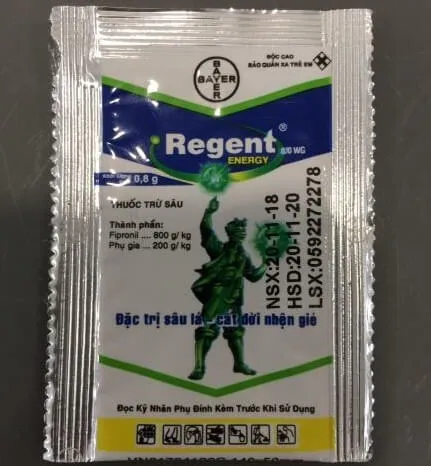 BAYER
BAYER
ĐỘC CAO
BẢO QUẢN XA TRẺ EM
Regent®
800 WG
ENERGY
0,8 g
THUỐC TRỪ SÂU
Thành phần:
Fipronil .... 800 g/ kg
Phụ gia ... 200 g/ kg
NSX:20-11-18
HSD:20-11-20
LSX:0592272278
Đặc trị sâu lá - cắt đời nhện gié
Đọc Kỹ Nhãn Phụ Đính Kèm Trước Khi Sử Dụng